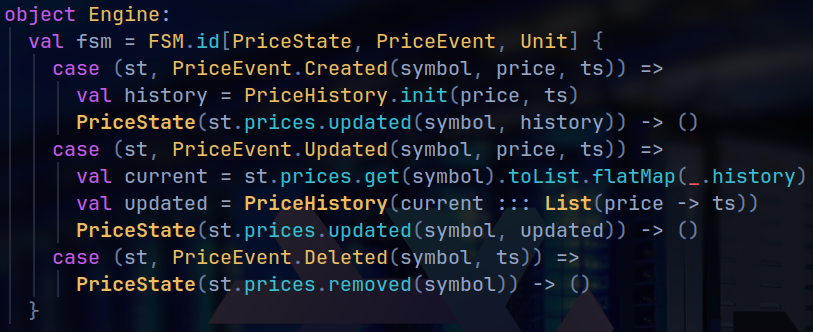 object Engine:
  val fsm = FSM.id[PriceState, PriceEvent, Unit] {
    case (st, PriceEvent.Created(symbol, price, ts)) =>
      val history = PriceHistory.init(price, ts)
      PriceState(st.prices.updated(symbol, history)) -> ()
    case (st, PriceEvent.Updated(symbol, price, ts)) =>
      val current = st.prices.get(symbol).toList.flatMap(_.history)
      val updated = PriceHistory(current ::: List(price -> ts))
      PriceState(st.prices.updated(symbol, updated)) -> ()
    case (st, PriceEvent.Deleted(symbol, ts)) =>
      PriceState(st.prices.removed(symbol)) -> ()
  }